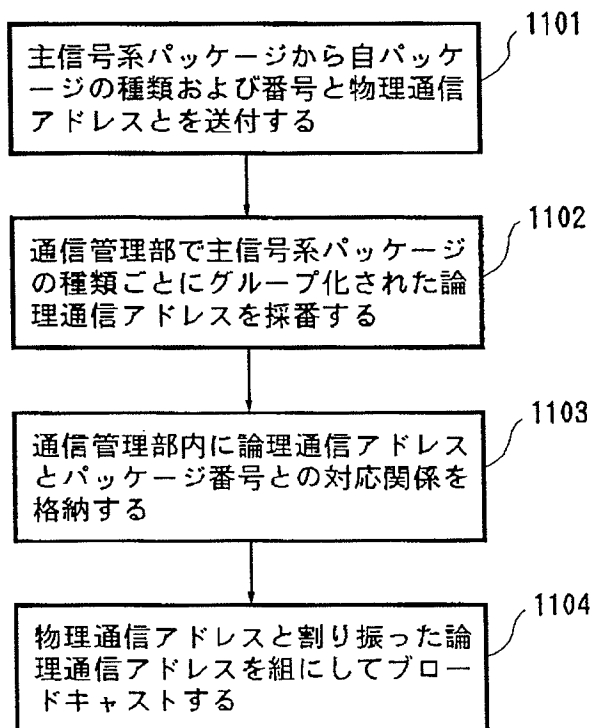 1101
主信号系パッケージから自パッケ
ージの種類および番号と物理通信
アドレスとを送付する
1102
通信管理部で主信号系パッケージ
の種類ごとにグループ化された論
理通信アドレスを採番する
1103
通信管理部内に論理通信アドレス
とパッケージ番号との対応関係を
格納する
1104
物理通信アドレスと割り振った論
理通信アドレスを組にしてブロー
ドキャストする